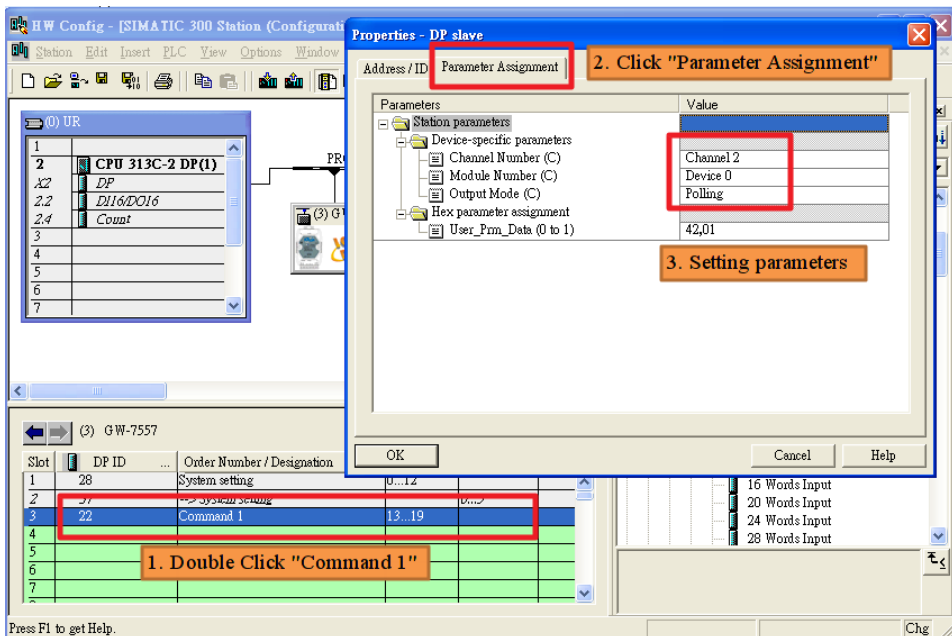 HW Config - [SIMATIC 300 Station (Configurati
Station Edit Insert PLC View Options Window
(0) UR
1
2 CPU 313C-2 DP(1)
X2 DP
2.2 DI16/DO16
2.4 Count
3
4
5
6
7
(3) G
Properties - DP slave
Address / ID Parameter Assignment
2. Click "Parameter Assignment"
Parameters Value
Station parameters
Device-specific parameters
Channel Number (C) Channel 2
Module Number (C) Device 0
Output Mode (C) Polling
Hex parameter assignment
User_Prm_Data (0 to 1) 42,01
3. Setting parameters
OK Cancel Help
(3) GW-7557
Slot DP ID ... Order Number / Designation
1 28 System setting 0...12
2 --> System setting
3 22 Command 1 13...19
4
5
6
7
1. Double Click "Command 1"
16 Words Input
20 Words Input
24 Words Input
28 Words Input
Press F1 to get Help. Chg